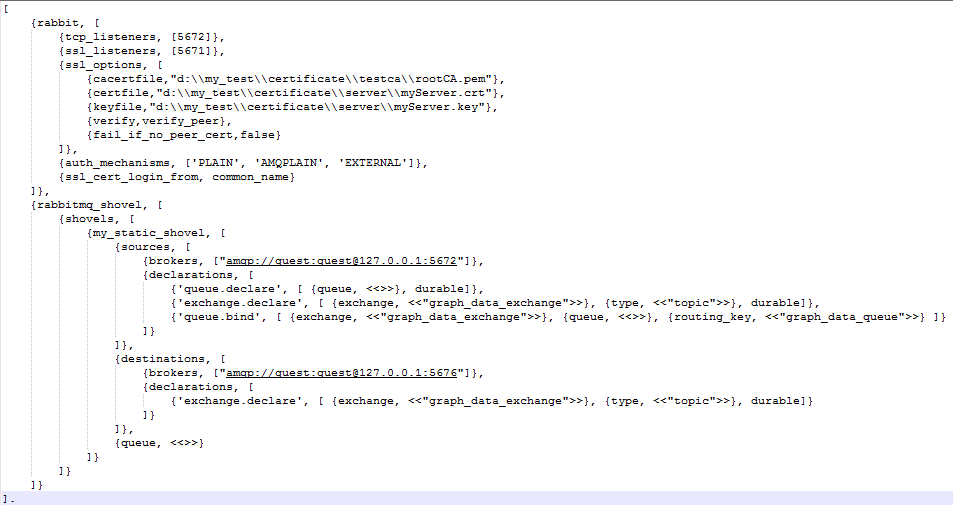 [
{rabbit, [
{tcp_listeners, [5672]},
{ssl_listeners, [5671]},
{ssl_options, [
{cacertfile,"d:\\my_test\\certificate\\testca\\rootCA.pem"},
{certfile,"d:\\my_test\\certificate\\server\\myServer.crt"},
{keyfile,"d:\\my_test\\certificate\\server\\myServer.key"},
{verify,verify_peer},
{fail_if_no_peer_cert,false}
]},
{auth_mechanisms, ['PLAIN', 'AMQPLAIN', 'EXTERNAL']},
{ssl_cert_login_from, common_name}
]},
{rabbitmq_shovel, [
{shovels, [
{my_static_shovel, [
{sources, [
{brokers, ["amqp://guest:guest@127.0.0.1:5672"]},
{declarations, [
{'queue.declare', [ {queue, <<>>}, durable]},
{'exchange.declare', [ {exchange, <<"graph_data_exchange">>}, {type, <<"topic">>}, durable]},
{'queue.bind', [ {exchange, <<"graph_data_exchange">>}, {queue, <<>>}, {routing_key, <<"graph_data_queue">>} ]}
]}
]},
{destinations, [
{brokers, ["amqp://guest:guest@127.0.0.1:5676"]},
{declarations, [
{'exchange.declare', [ {exchange, <<"graph_data_exchange">>}, {type, <<"topic">>}, durable]}
]}
]},
{queue, <<>>}
]}
]}
]}
].